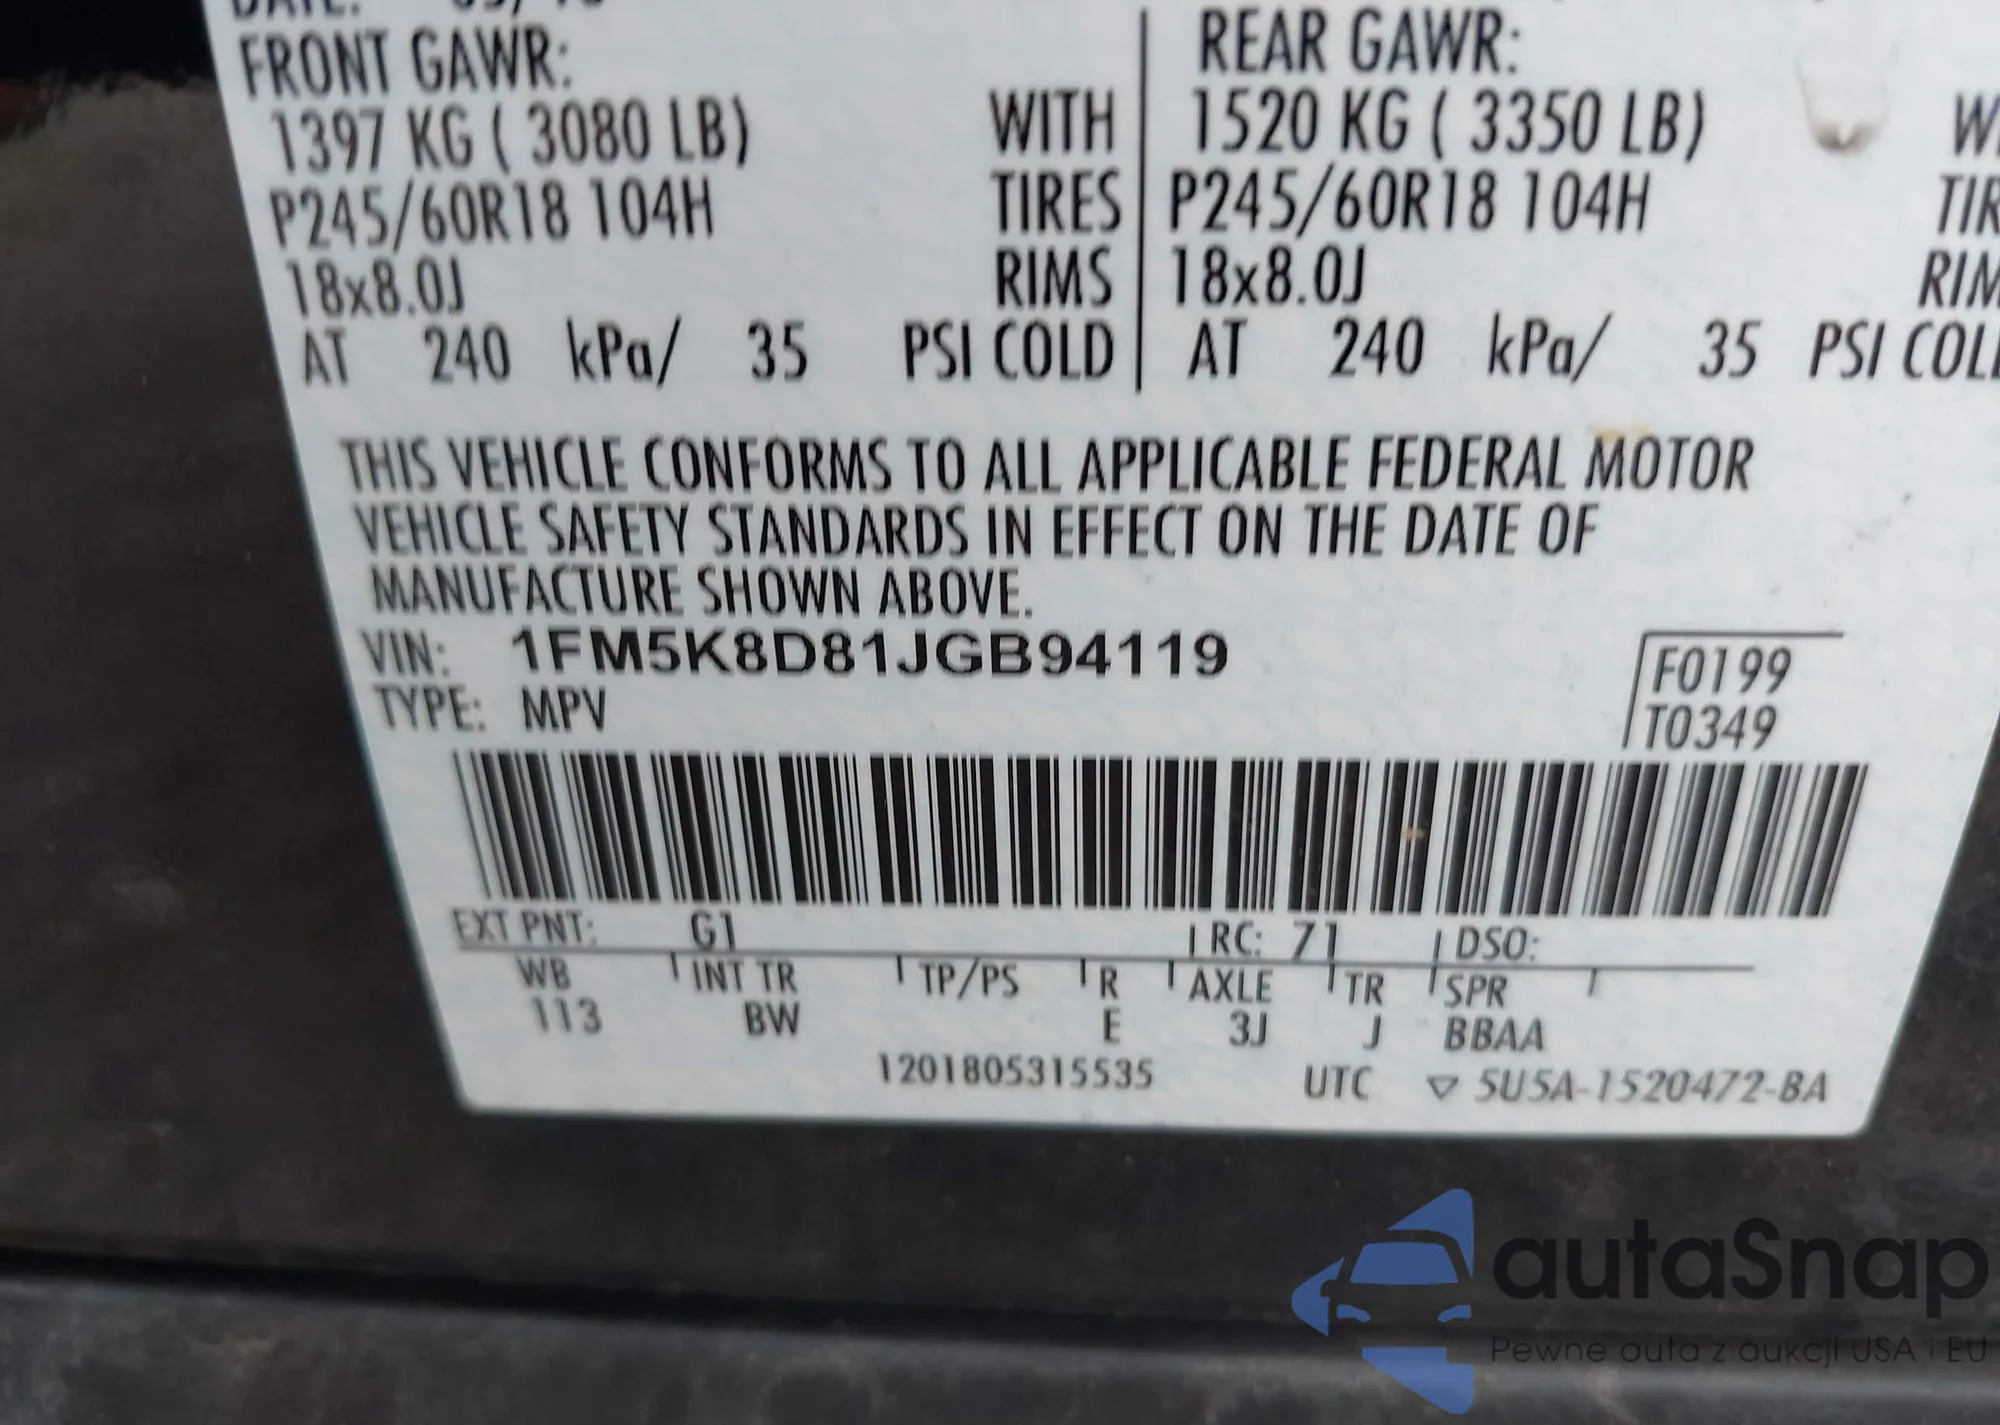 FRONT GAWR:
1397 KG ( 3080 LB) WITH
P245/60R18 104H TIRES
18x8.0J RIMS
AT 240 kPa/ 35 PSI COLD
REAR GAWR:
1520 KG ( 3350 LB)
P245/60R18 104H
18x8.0J
AT 240 kPa/ 35 PSI
THIS VEHICLE CONFORMS TO ALL APPLICABLE FEDERAL MOTOR
VEHICLE SAFETY STANDARDS IN EFFECT ON THE DATE OF
MANUFACTURE SHOWN ABOVE.
VIN: 1FM5K8D81JGB94119
TYPE: MPV
F0199
T0349
EXT PNT: G1 RC: 71 DSO:
WB INT TR TP/PS R AXLE TR SPR
113 BW E 3J J BBAA
1201805315535 UTC ▽ 5U5A-1520472-BA
autaSnap
Pewne auta z aukcji USA i EU